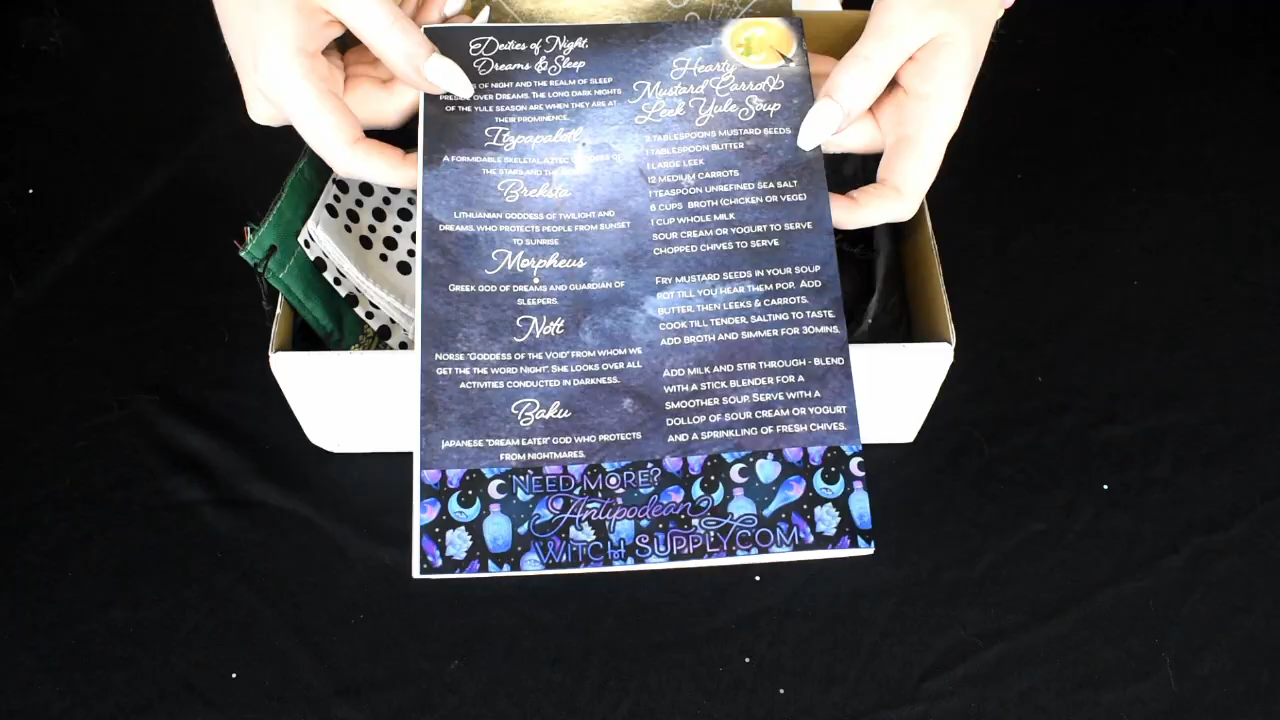 Deities of Night,
Dreams & Sleep
OF NIGHT AND THE REALM OF SLEEP
OVER DREAMS. THE LONG DARK NIGHTS
OF THE YULE SEASON ARE WHEN THEY ARE AT
THEIR PROMINENCE.
Itzpapalotl
A FORMIDABLE SKELETAL AZTEC OF
THE STARS AND THE
Breksta
LITHUANIAN GODDESS OF TWILIGHT AND
DREAMS, WHO PROTECTS PEOPLE FROM SUNSET
TO SUNRISE
Morpheus
GREEK GOD OF DREAMS AND GUARDIAN OF
SLEEPERS.
Nott
NORSE "GODDESS OF THE VOID" FROM WHOM WE
GET THE THE WORD NIGHT". SHE LOOKS OVER ALL
ACTIVITIES CONDUCTED IN DARKNESS.
Baku
JAPANESE "DREAM EATER" GOD WHO PROTECTS
FROM NIGHTMARES.
Hearty
Mustard Carrot &
Leek Yule Soup
2 TABLESPOONS MUSTARD SEEDS
1 TABLESPOON BUTTER
1 LARGE LEEK
12 MEDIUM CARROTS
1 TEASPOON UNREFINED SEA SALT
6 CUPS BROTH (CHICKEN OR VEGE)
1 CUP WHOLE MILK
SOUR CREAM OR YOGURT TO SERVE
CHOPPED CHIVES TO SERVE
FRY MUSTARD SEEDS IN YOUR SOUP
POT TILL YOU HEAR THEM POP. ADD
BUTTER, THEN LEEKS & CARROTS.
COOK TILL TENDER, SALTING TO TASTE.
ADD BROTH AND SIMMER FOR 30MINS.
ADD MILK AND STIR THROUGH - BLEND
WITH A STICK BLENDER FOR A
SMOOTHER SOUP. SERVE WITH A
DOLLOP OF SOUR CREAM OR YOGURT
AND A SPRINKLING OF FRESH CHIVES.
NEED MORE?
Antipodean
WITCH SUPPLY.COM